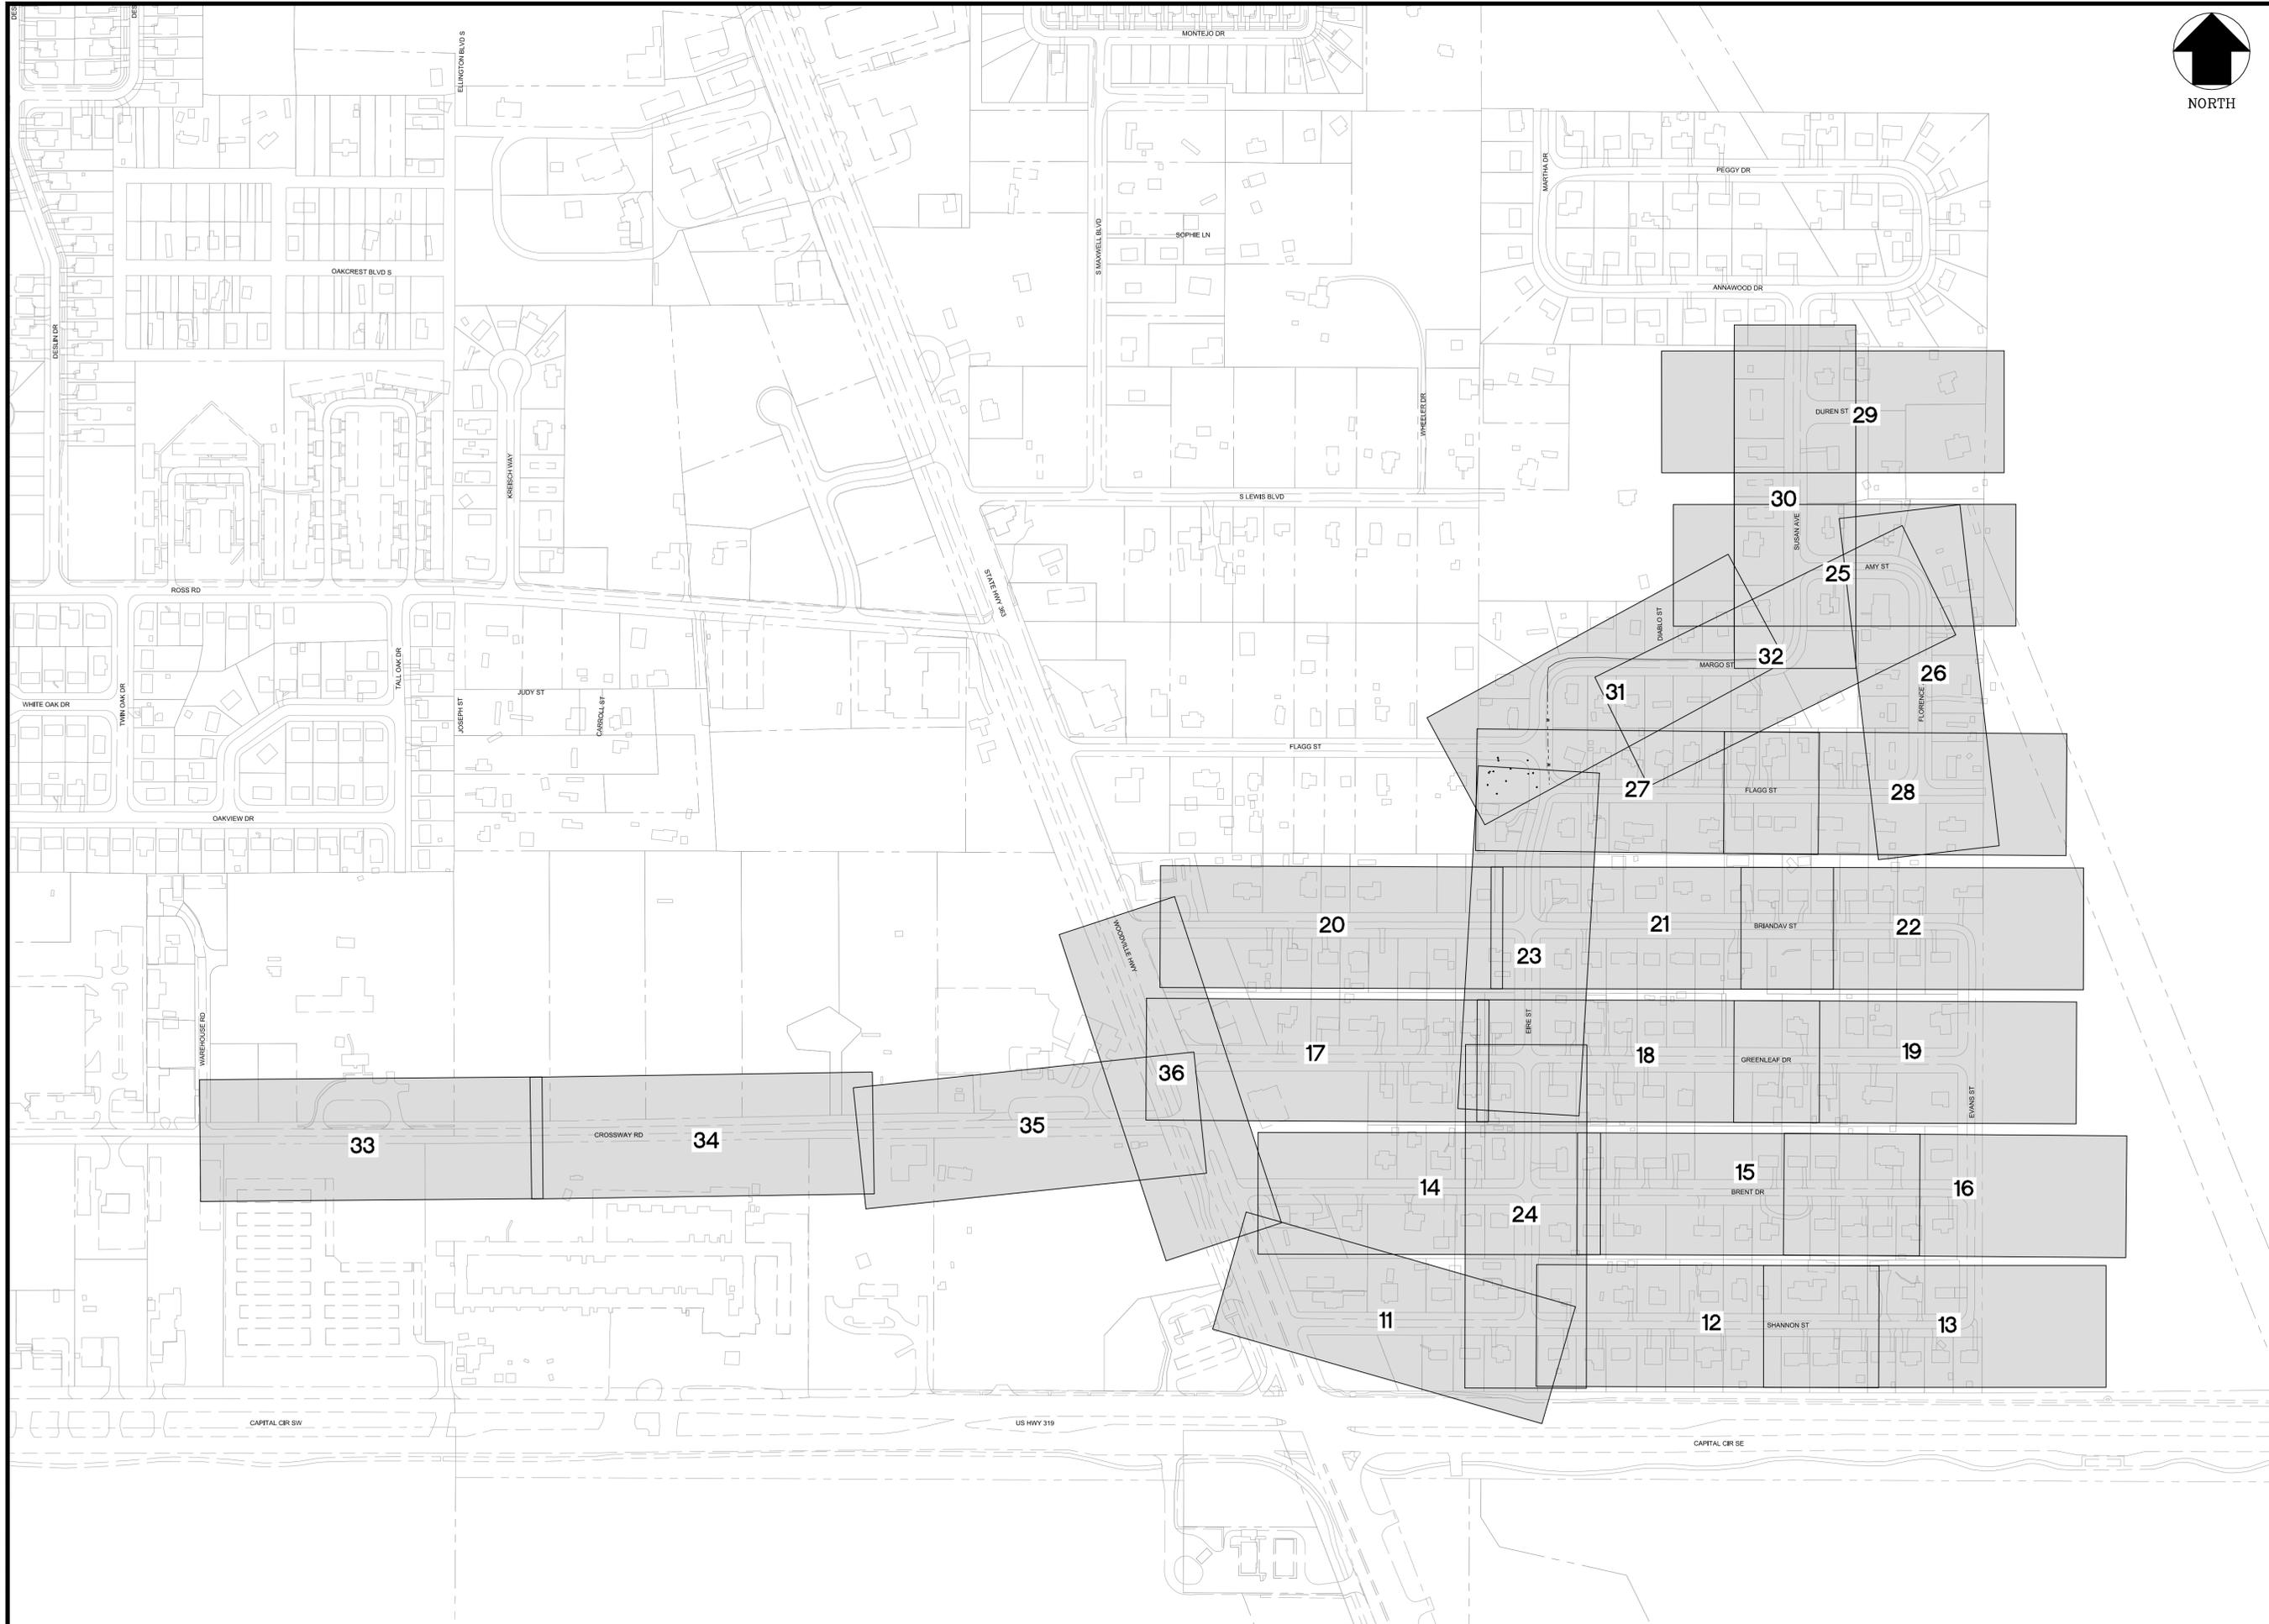 DES
DES
ELLINGTON BLVD S
MONTEJO DR
NORTH
MARTHA DR
PEGGY DR
S MAXWELL BLVD
SOPHIE LN
OAKCREST BLVD S
ANNAWOOD DR
DESLIN DR
WHEELER DR
DUREN ST
29
KREISCH WAY
S LEWIS BLVD
30
SUSAN AVE
STATE HWY 363
25
AMY ST
ROSS RD
DIABLO ST
TALL OAK DR
32
MARGO ST
26
JUDY ST
31
WHITE OAK DR
TWIN OAK DR
JOSEPH ST
CARROLL ST
FLORENCE
FLAGG ST
27
FLAGG ST
28
OAKVIEW DR
WOODVILLE HWY
20
21
BRIANDAV ST
22
23
WAREHOUSE RD
EIRE ST
17
18
GREENLEAF DR
19
36
EVANS ST
33
CROSSWAY RD
34
35
14
15
BRENT DR
16
24
11
12
SHANNON ST
13
CAPITAL CIR SW
US HWY 319
CAPITAL CIR SE